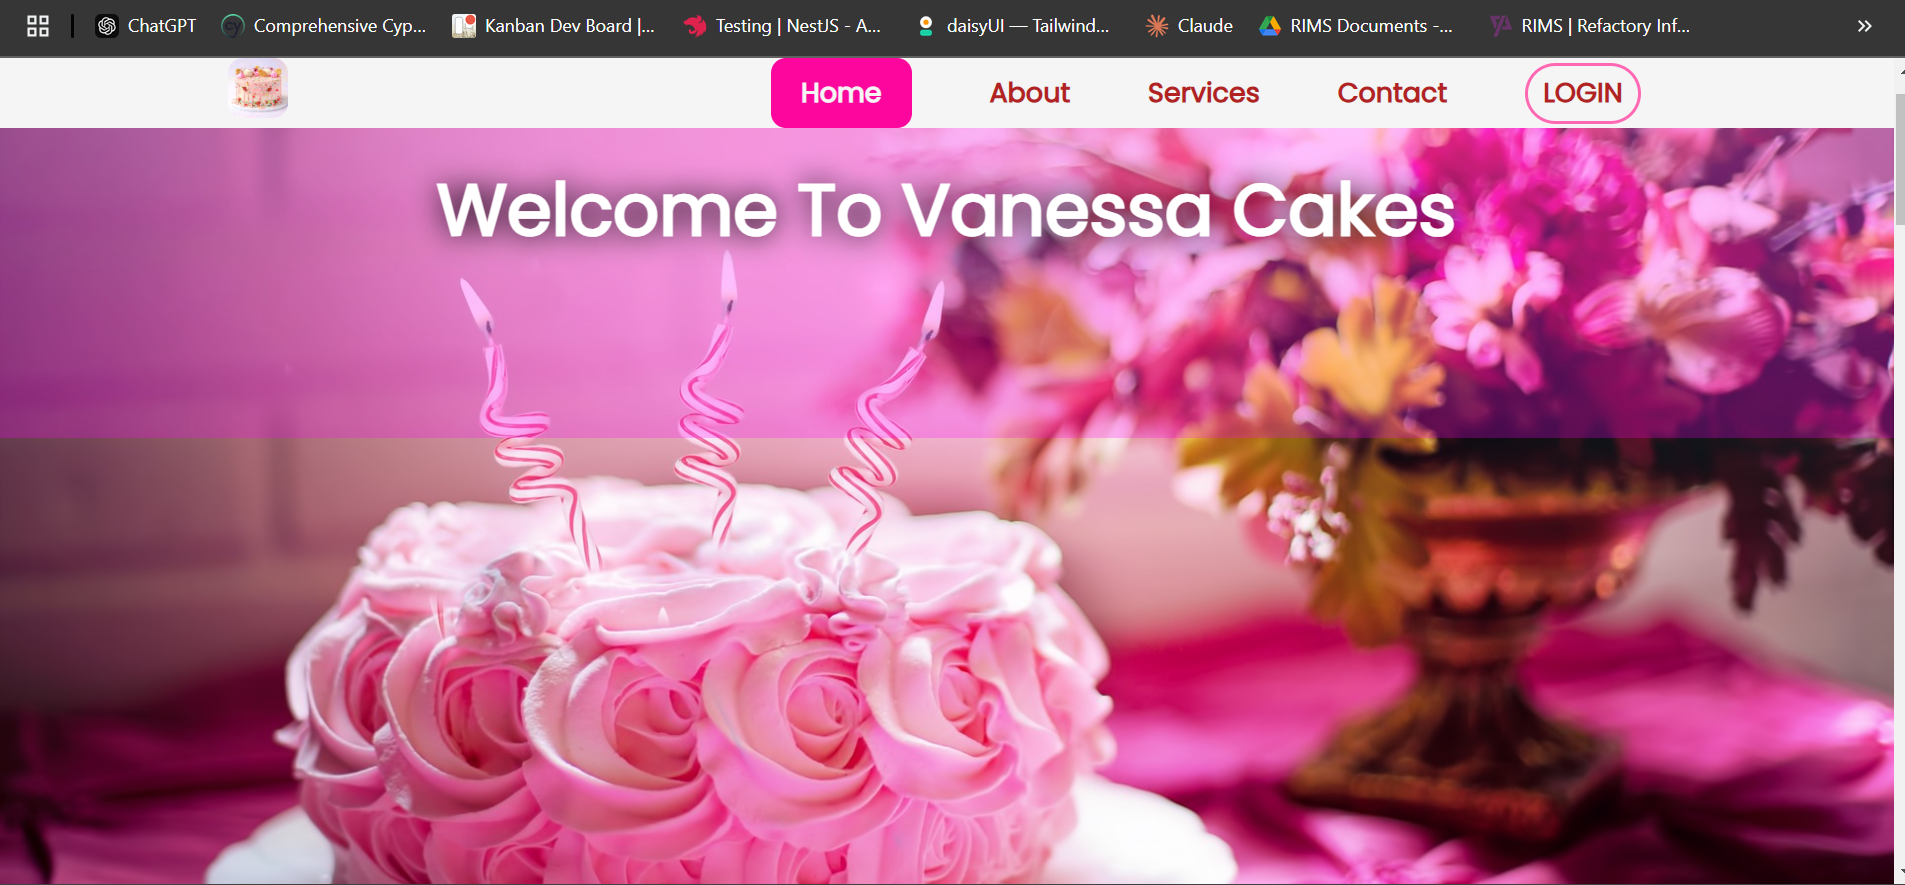 ChatGPT
Comprehensive Cyp...
Kanban Dev Board |...
Testing | NestJS - A...
daisyUI — Tailwind...
Claude
RIMS Documents -...
RIMS | Refactory Inf...
Home
About
Services
Contact
LOGIN
Welcome To Vanessa Cakes